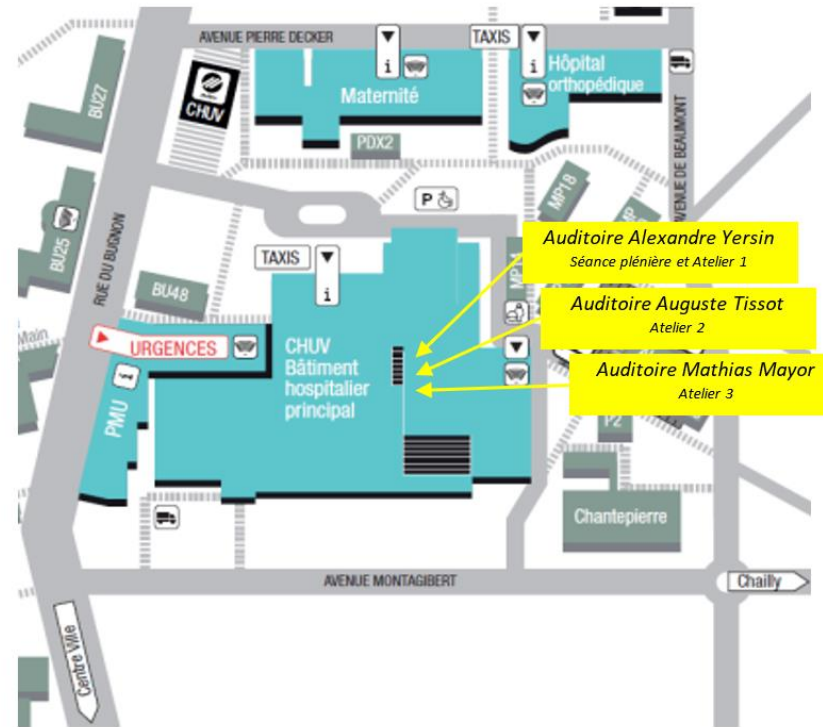 AVENUE PIERRE DECKER
TAXIS
i
i
Hôpital
orthopédique
Maternité
CHUV
BU27
PDX2
AVENUE DE BEAUMONT
MP18
P
BU25
RUE DU BUGNON
TAXIS
i
BU48
Auditoire Alexandre Yersin
Séance plénière et Atelier 1
Auditoire Auguste Tissot
Atelier 2
Auditoire Mathias Mayor
Atelier 3
URGENCES
CHUV
Bâtiment
hospitalier
principal
i
PMU
Chantepierre
AVENUE MONTAGIBERT
Chailly
Centre Ville